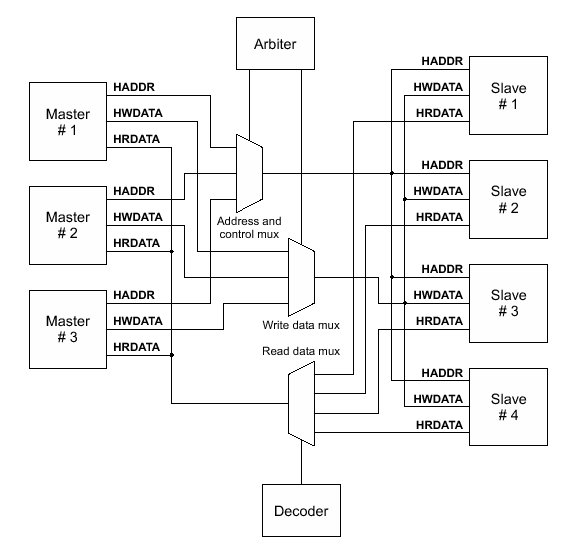 Arbiter
HADDR
Master
# 1
HWDATA
HRDATA
HADDR
Slave
# 1
HWDATA
HRDATA
HADDR
Master
# 2
HWDATA
HRDATA
HADDR
Slave
# 2
HWDATA
HRDATA
Address and
control mux
HADDR
Master
# 3
HWDATA
HRDATA
HADDR
Slave
# 3
HWDATA
HRDATA
Write data mux
Read data mux
HADDR
Slave
# 4
HWDATA
HRDATA
Decoder